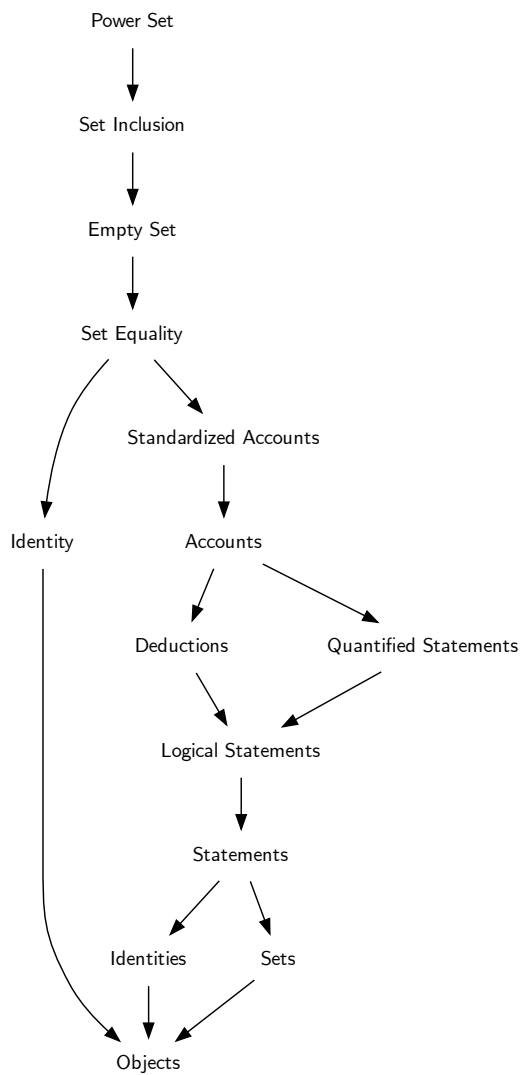 Power Set
Set Inclusion
Empty Set
Set Equality
Standardized Accounts
Identity
Accounts
Deductions
Quantified Statements
Logical Statements
Statements
Identities
Sets
Objects